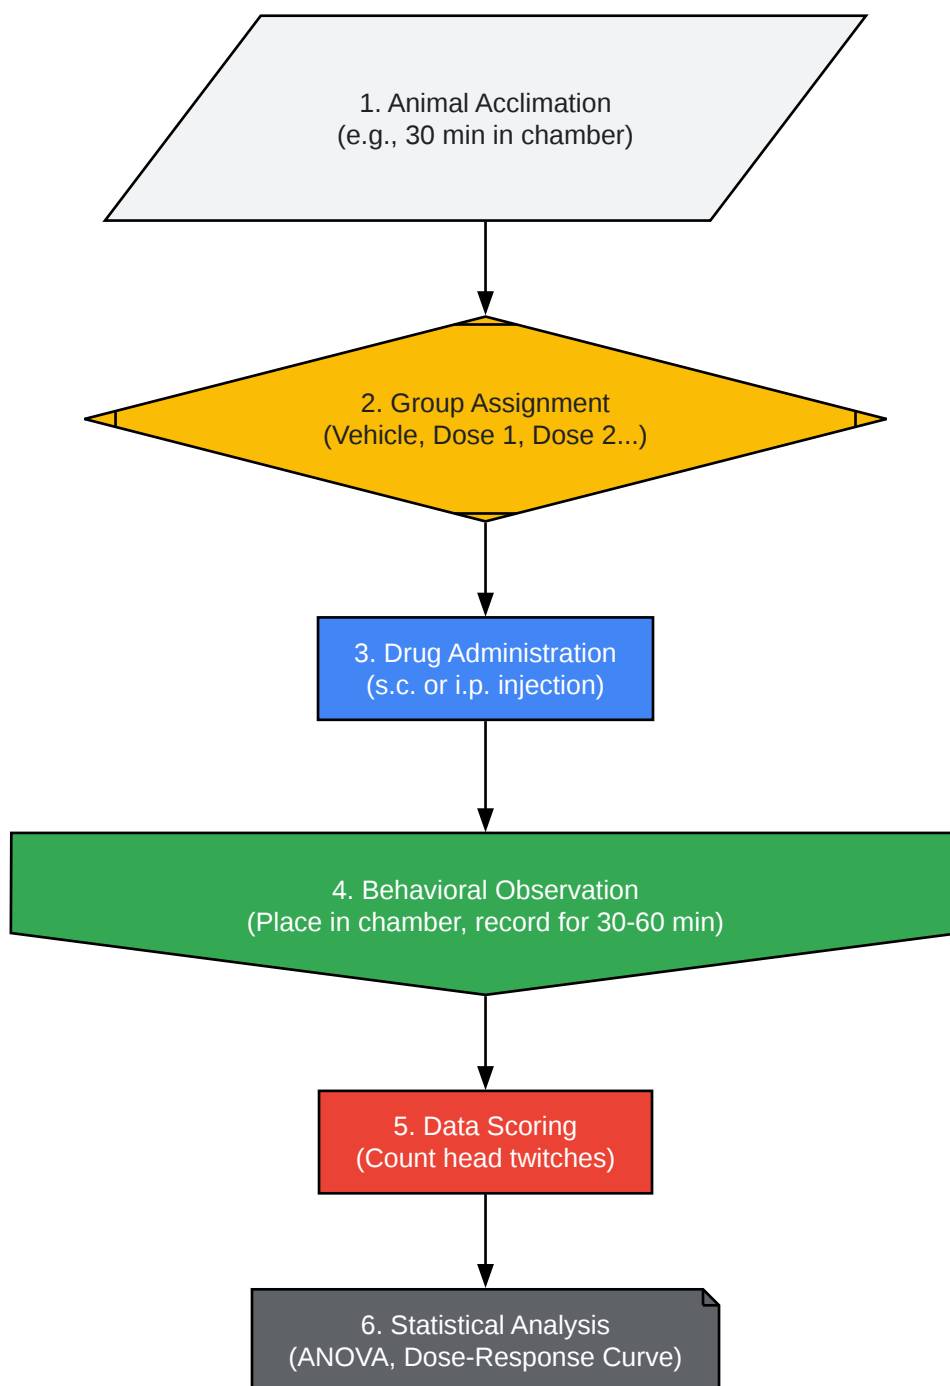 1. Animal Acclimation
(e.g., 30 min in chamber)
2. Group Assignment
(Vehicle, Dose 1, Dose 2...)
3. Drug Administration
(s.c. or i.p. injection)
4. Behavioral Observation
(Place in chamber, record for 30-60 min)
5. Data Scoring
(Count head twitches)
6. Statistical Analysis
(ANOVA, Dose-Response Curve)